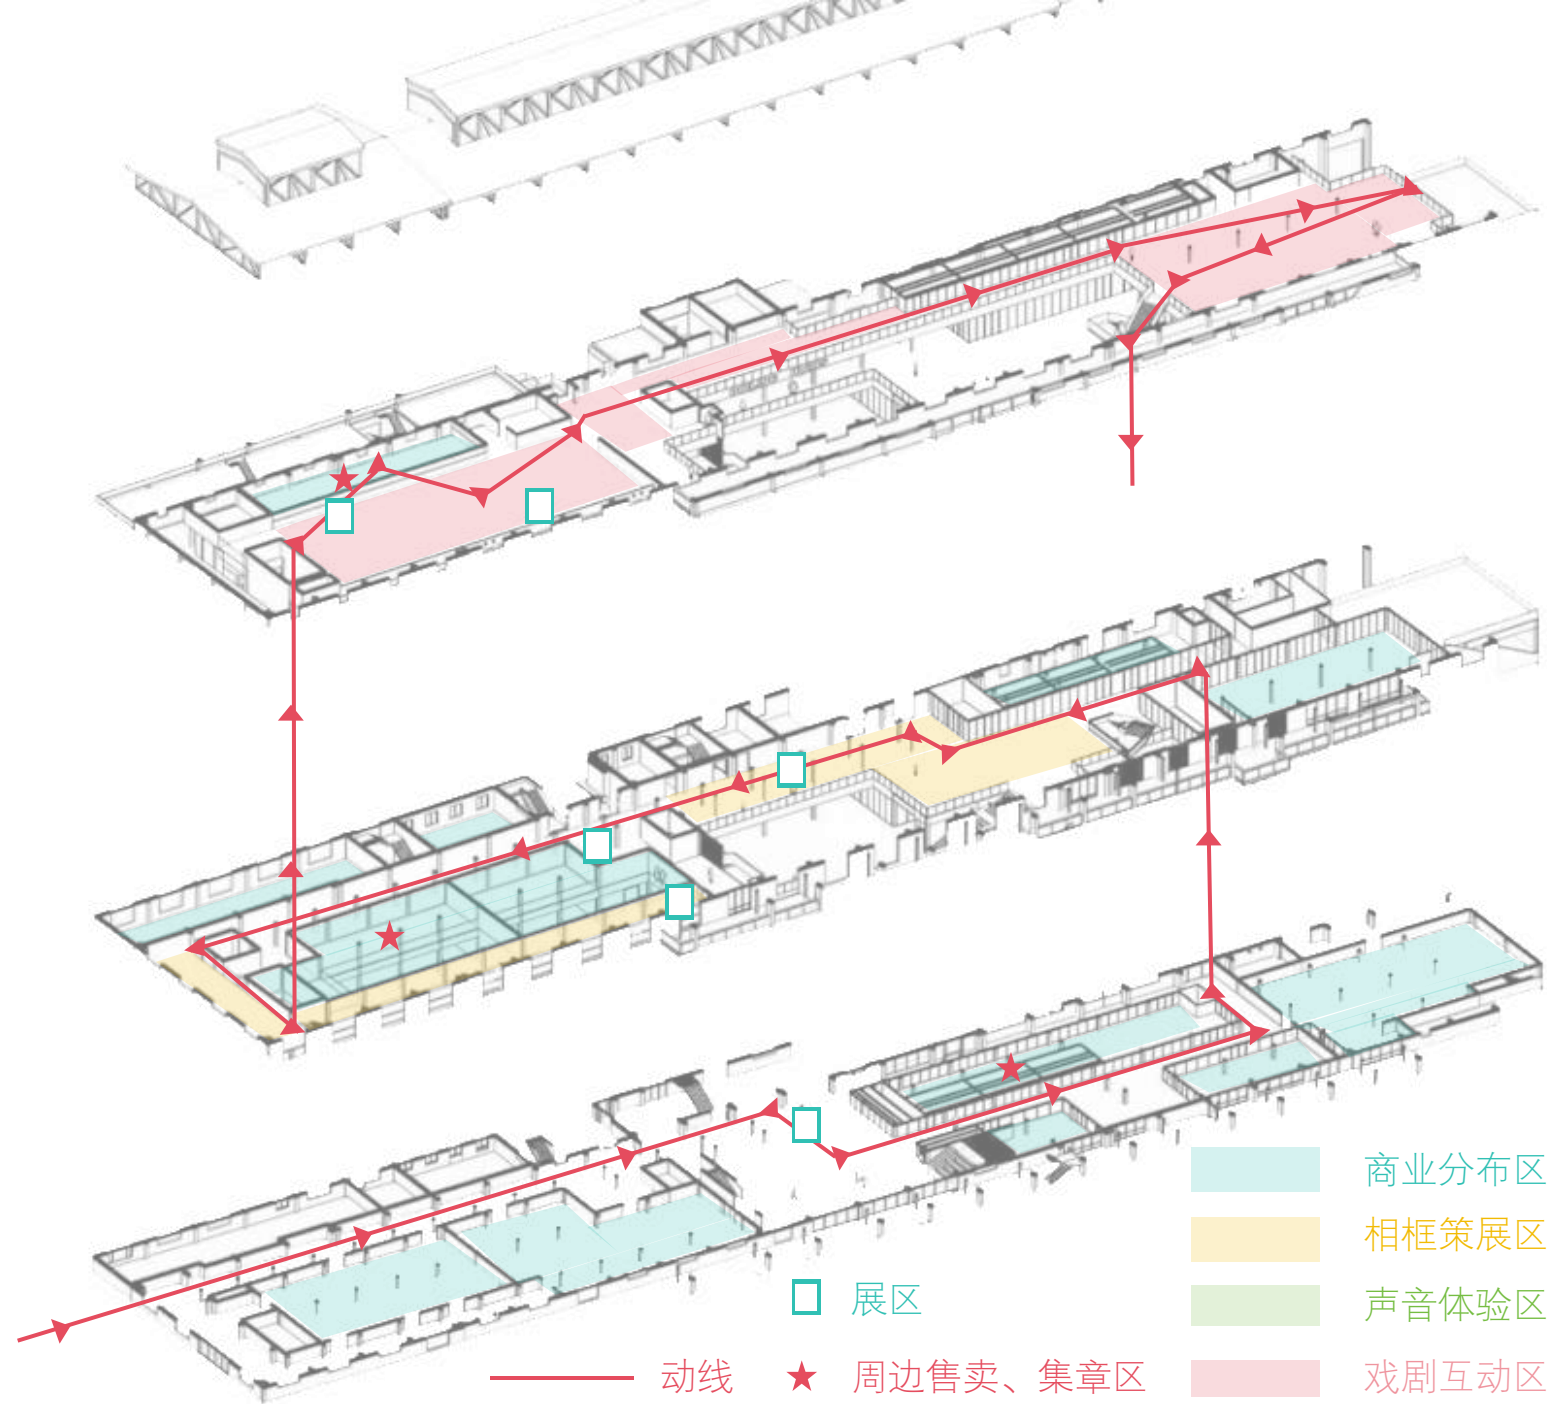 商业分布区
相框策展区
展区
声音体验区
动线
周边售卖、集章区
戏剧互动区